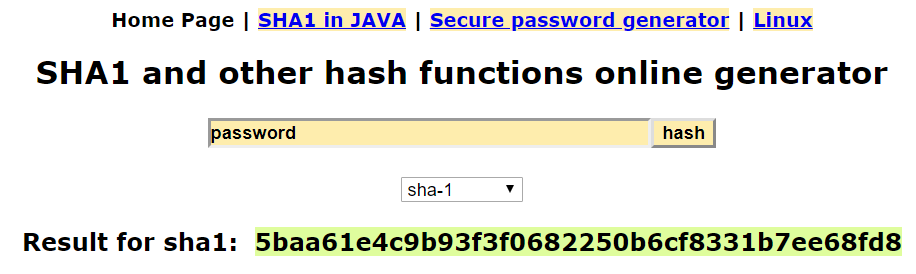 Home Page | SHA1 in JAVA | Secure password generator | Linux
SHA1 and other hash functions online generator
password hash
sha-1
Result for sha1: 5baa61e4c9b93f3f0682250b6cf8331b7ee68fd8